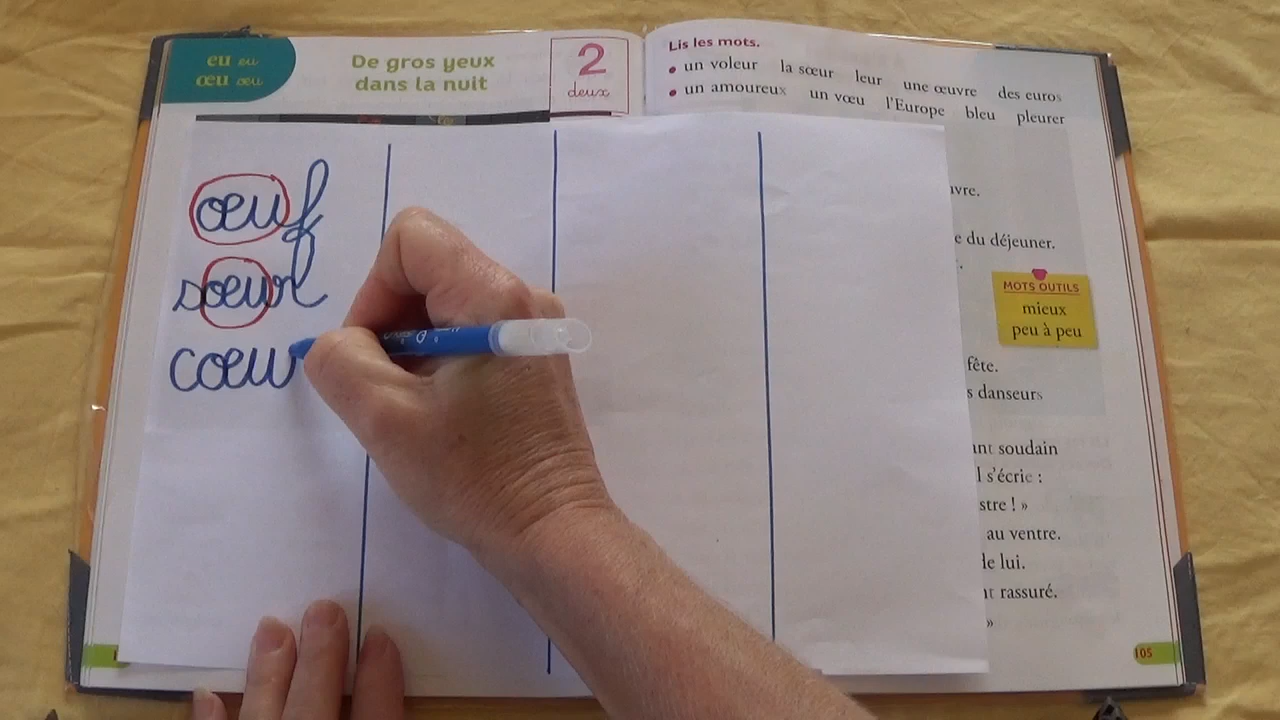 eu eu
œu œu
De gros yeux
dans la nuit
2
deux
Lis les mots.
• un voleur la sœur leur une œuvre des euros
• un amoureux un vœu l'Europe bleu pleurer
œuf
sœur
cœu
uvre.
e du déjeuner.
MOTS OUTILS
mieux
peu à peu
fête.
s danseurs
ant soudain
l s'écrie :
stre ! »
au ventre.
de lui.
nt rassuré.
»
105